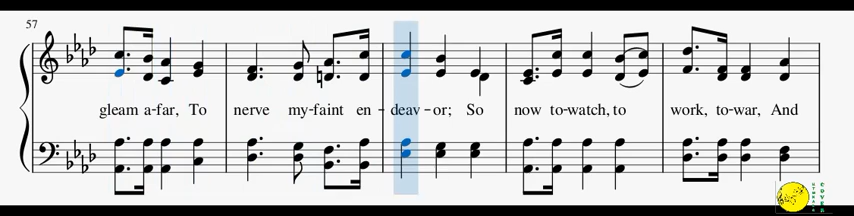 57
gleam a-far, To nerve my-faint en-deav-or; So now to-watch, to work, to-war, And